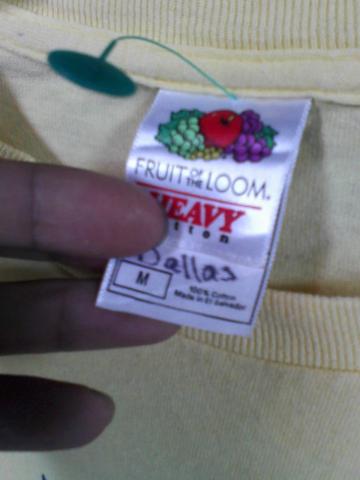 FRUIT OF THE LOOM.
HEAVY
Cotton
Dallas
M
100% Cotton
Made in El Salvador